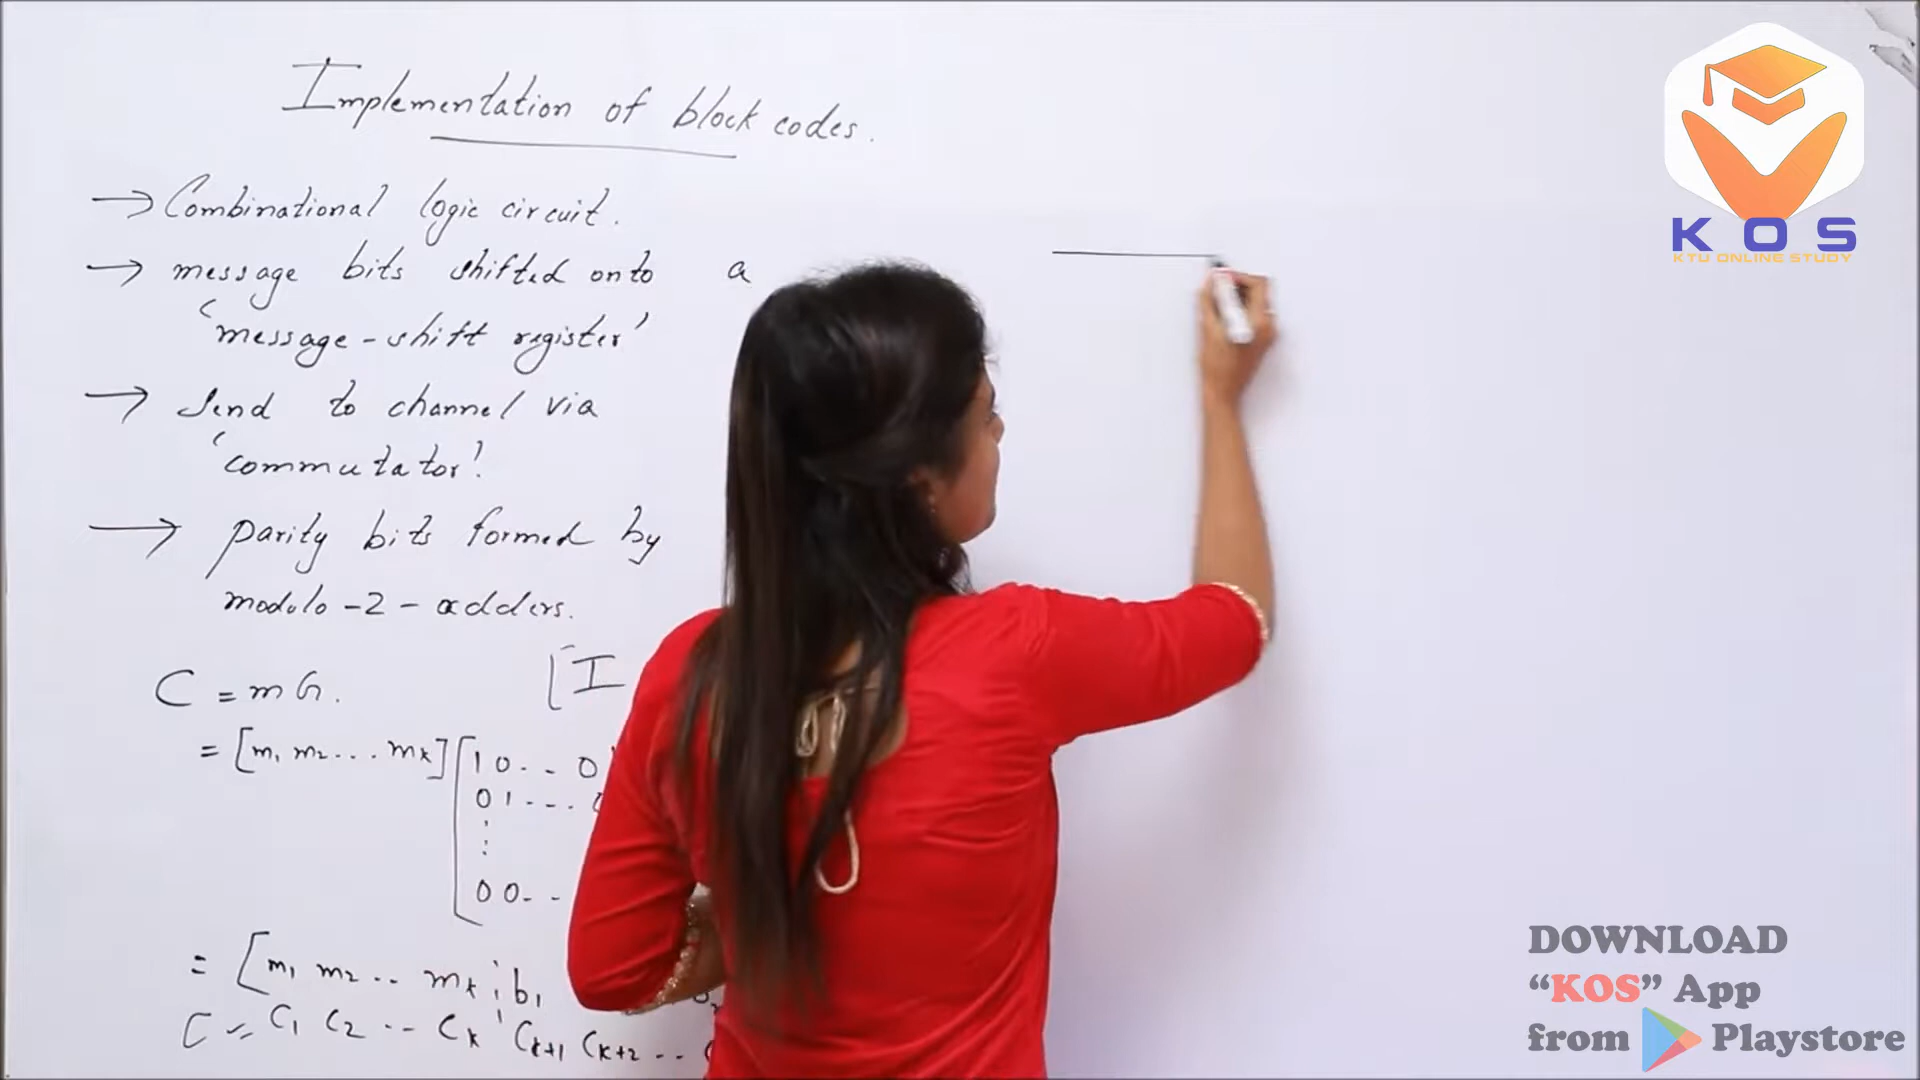 Implementation of block codes.
→ Combinational logic circuit.
→ message bits shifted onto a
'message-shift register'
→ Send to channel via
'commutator'.
→ parity bits formed by
modulo-2-adders.
C = mG.
[I
= [m₁ m₂ ... mₖ] [1 0 - - 0
0 1 - - - 0
⋮
0 0 - -
= [m₁ m₂ .. mₖ ⋮ b₁
C = C₁ C₂ -- Cₖ Cₖ₊₁ Cₖ₊₂ --
KOS
KTU ONLINE STUDY
DOWNLOAD
“KOS” App
from Playstore